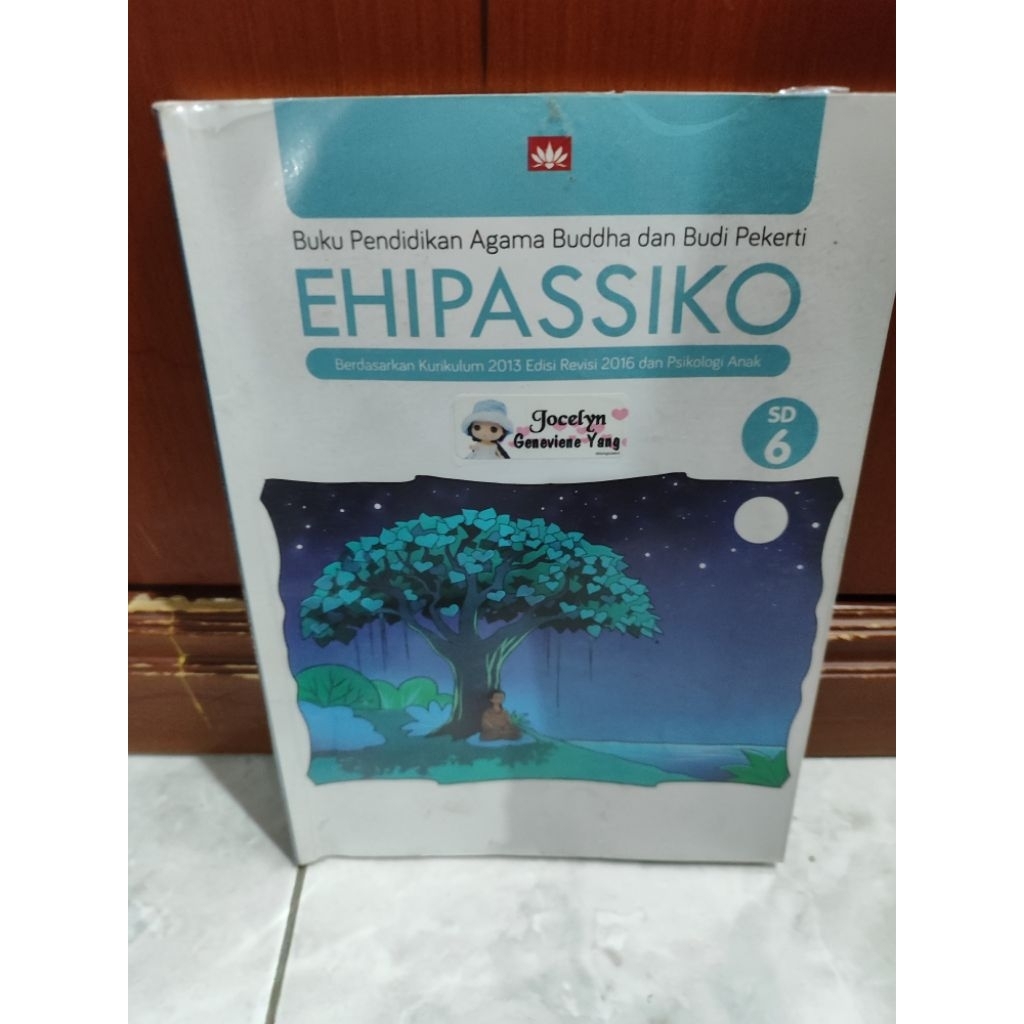 Buku Pendidikan Agama Buddha dan Budi Pekerti
EHIPASSIKO
Berdasarkan Kurikulum 2013 Edisi Revisi 2016 dan Psikologi Anak
Jocelyn
Geneviene Yang
SD
6